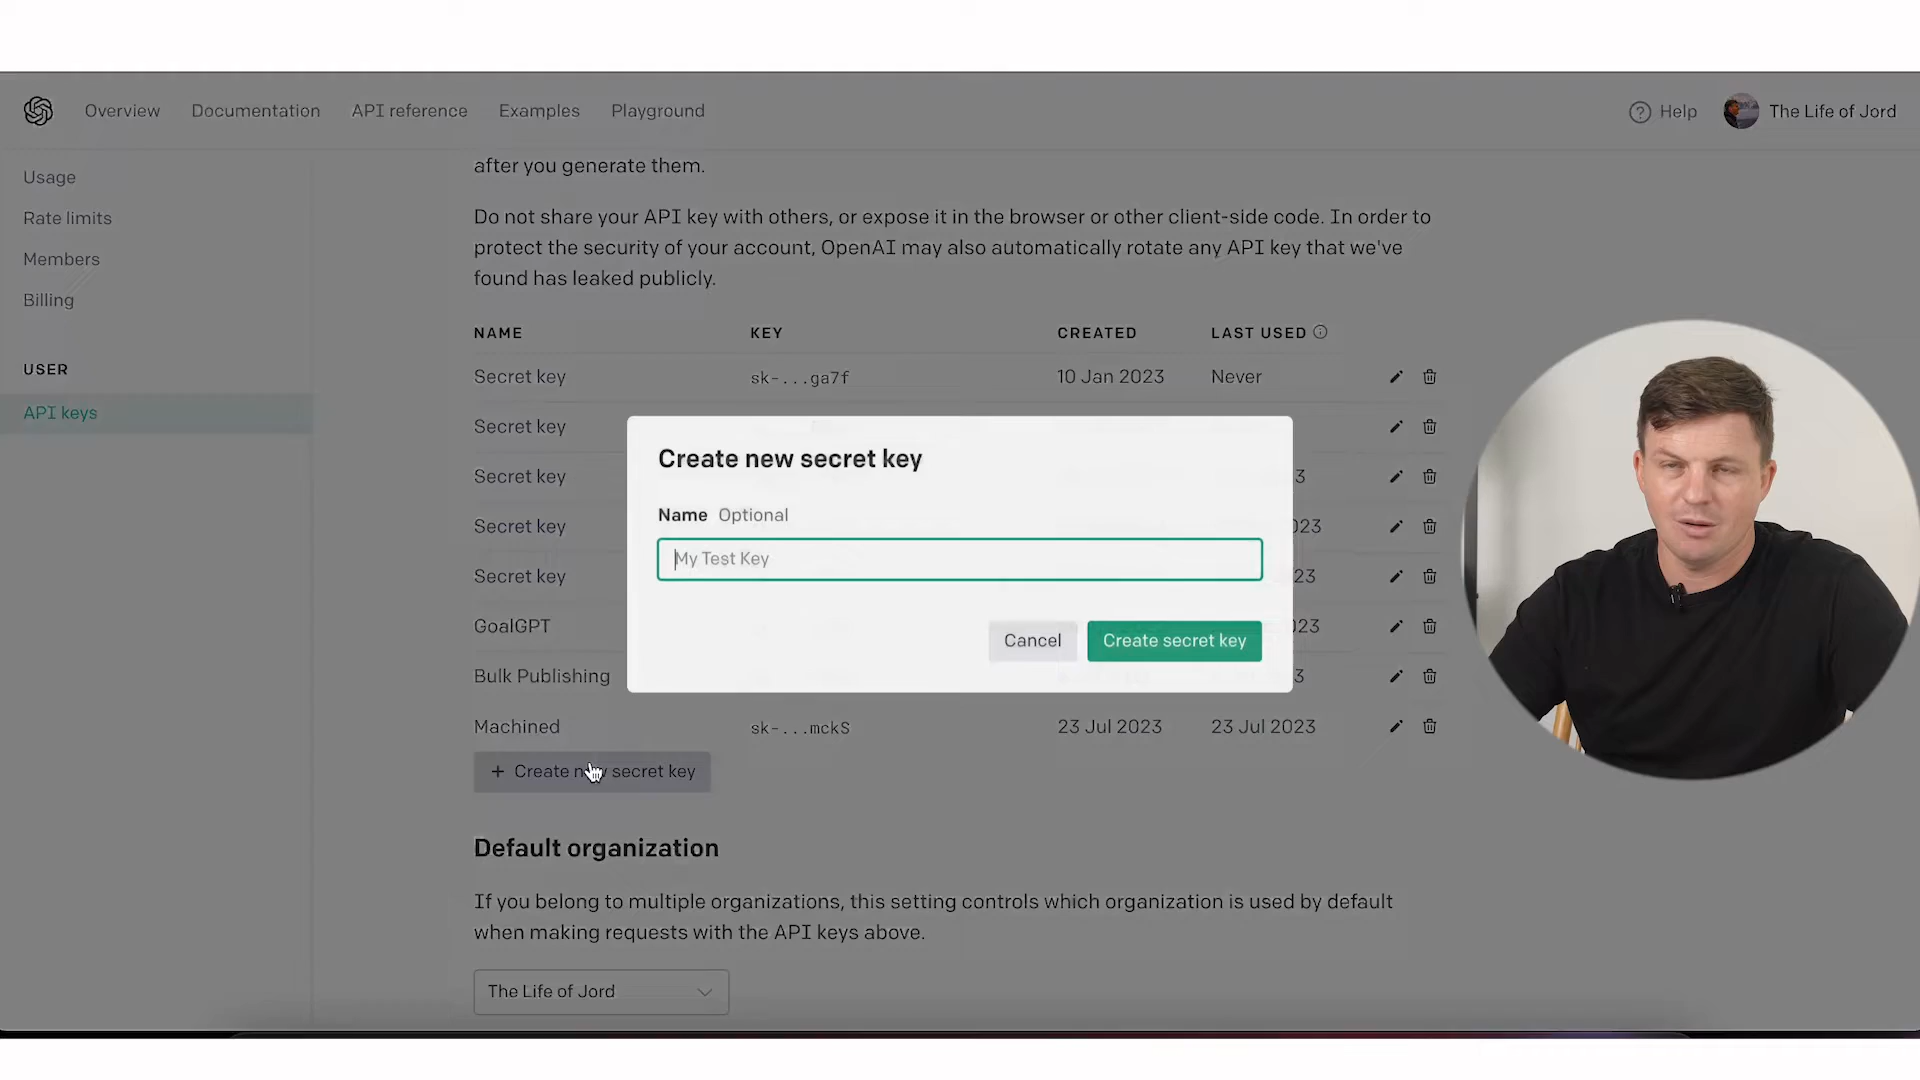 Overview Documentation API reference Examples Playground Help The Life of Jord
Usage
Rate limits
Members
Billing
USER
API keys
after you generate them.
Do not share your API key with others, or expose it in the browser or other client-side code. In order to
protect the security of your account, OpenAI may also automatically rotate any API key that we've
found has leaked publicly.
NAME KEY CREATED LAST USED
Secret key sk-...ga7f 10 Jan 2023 Never
Secret key
Secret key 3
Secret key 023
Secret key 23
GoalGPT 023
Bulk Publishing 3
Machined sk-...mckS 23 Jul 2023 23 Jul 2023
+ Create new secret key
Create new secret key
Name Optional
My Test Key
Cancel Create secret key
Default organization
If you belong to multiple organizations, this setting controls which organization is used by default
when making requests with the API keys above.
The Life of Jord